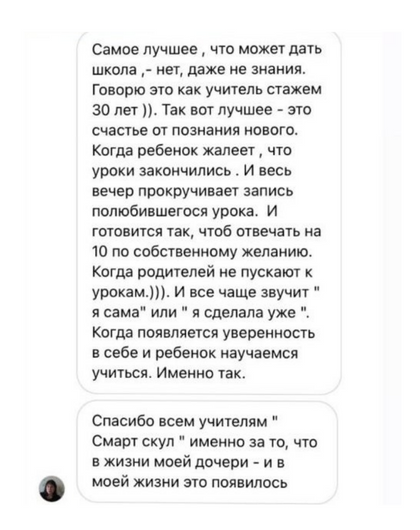 Самое лучшее , что может дать
школа ,- нет, даже не знания.
Говорю это как учитель стажем
30 лет )). Так вот лучшее - это
счастье от познания нового.
Когда ребенок жалеет , что
уроки закончились . И весь
вечер прокручивает запись
полюбившегося урока. И
готовится так, чтоб отвечать на
10 по собственному желанию.
Когда родителей не пускают к
урокам.))). И все чаще звучит "
я сама" или " я сделала уже ".
Когда появляется уверенность
в себе и ребенок научаемся
учиться. Именно так.
Спасибо всем учителям "
Смарт скул " именно за то, что
в жизни моей дочери - и в
моей жизни это появилось